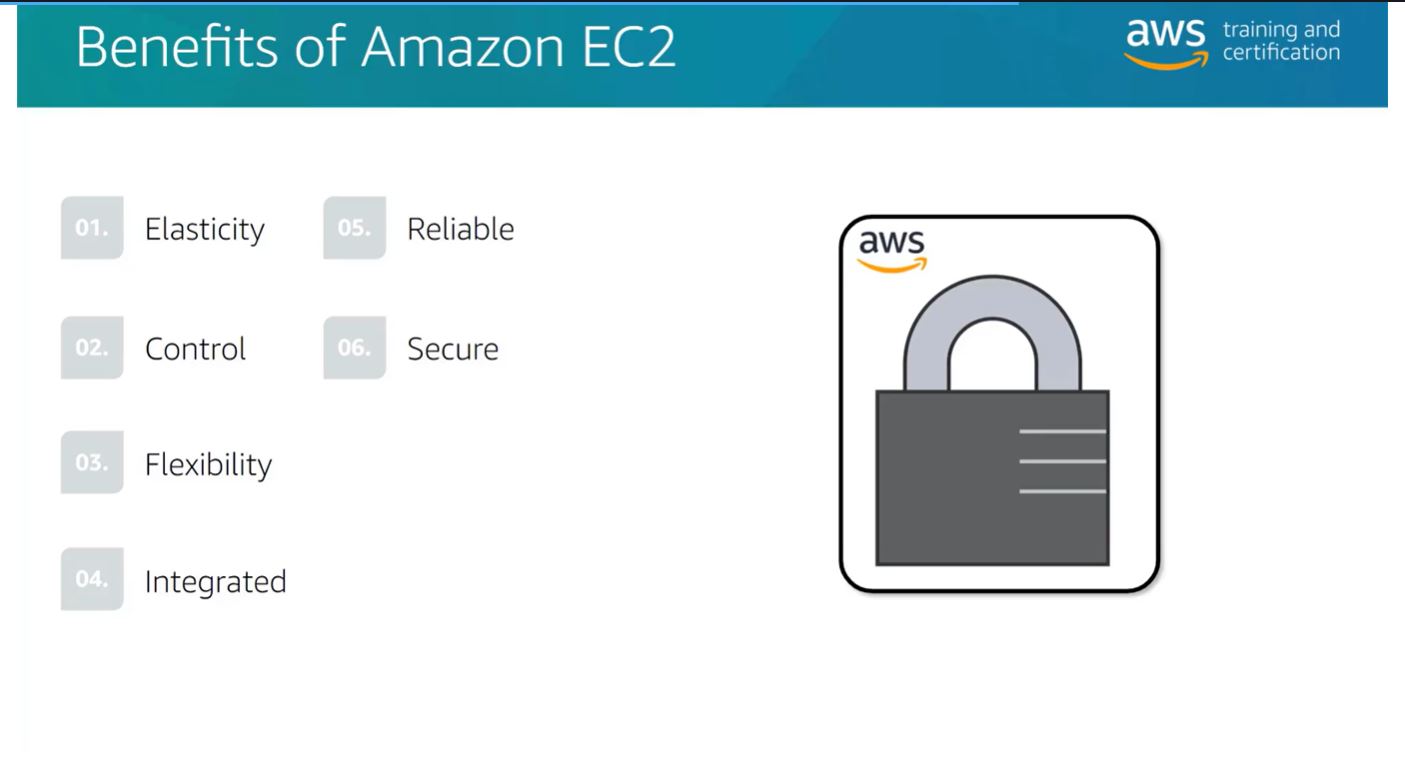 Benefits of Amazon EC2
aws training and
certification
01. Elasticity
02. Control
03. Flexibility
04. Integrated
05. Reliable
06. Secure
aws